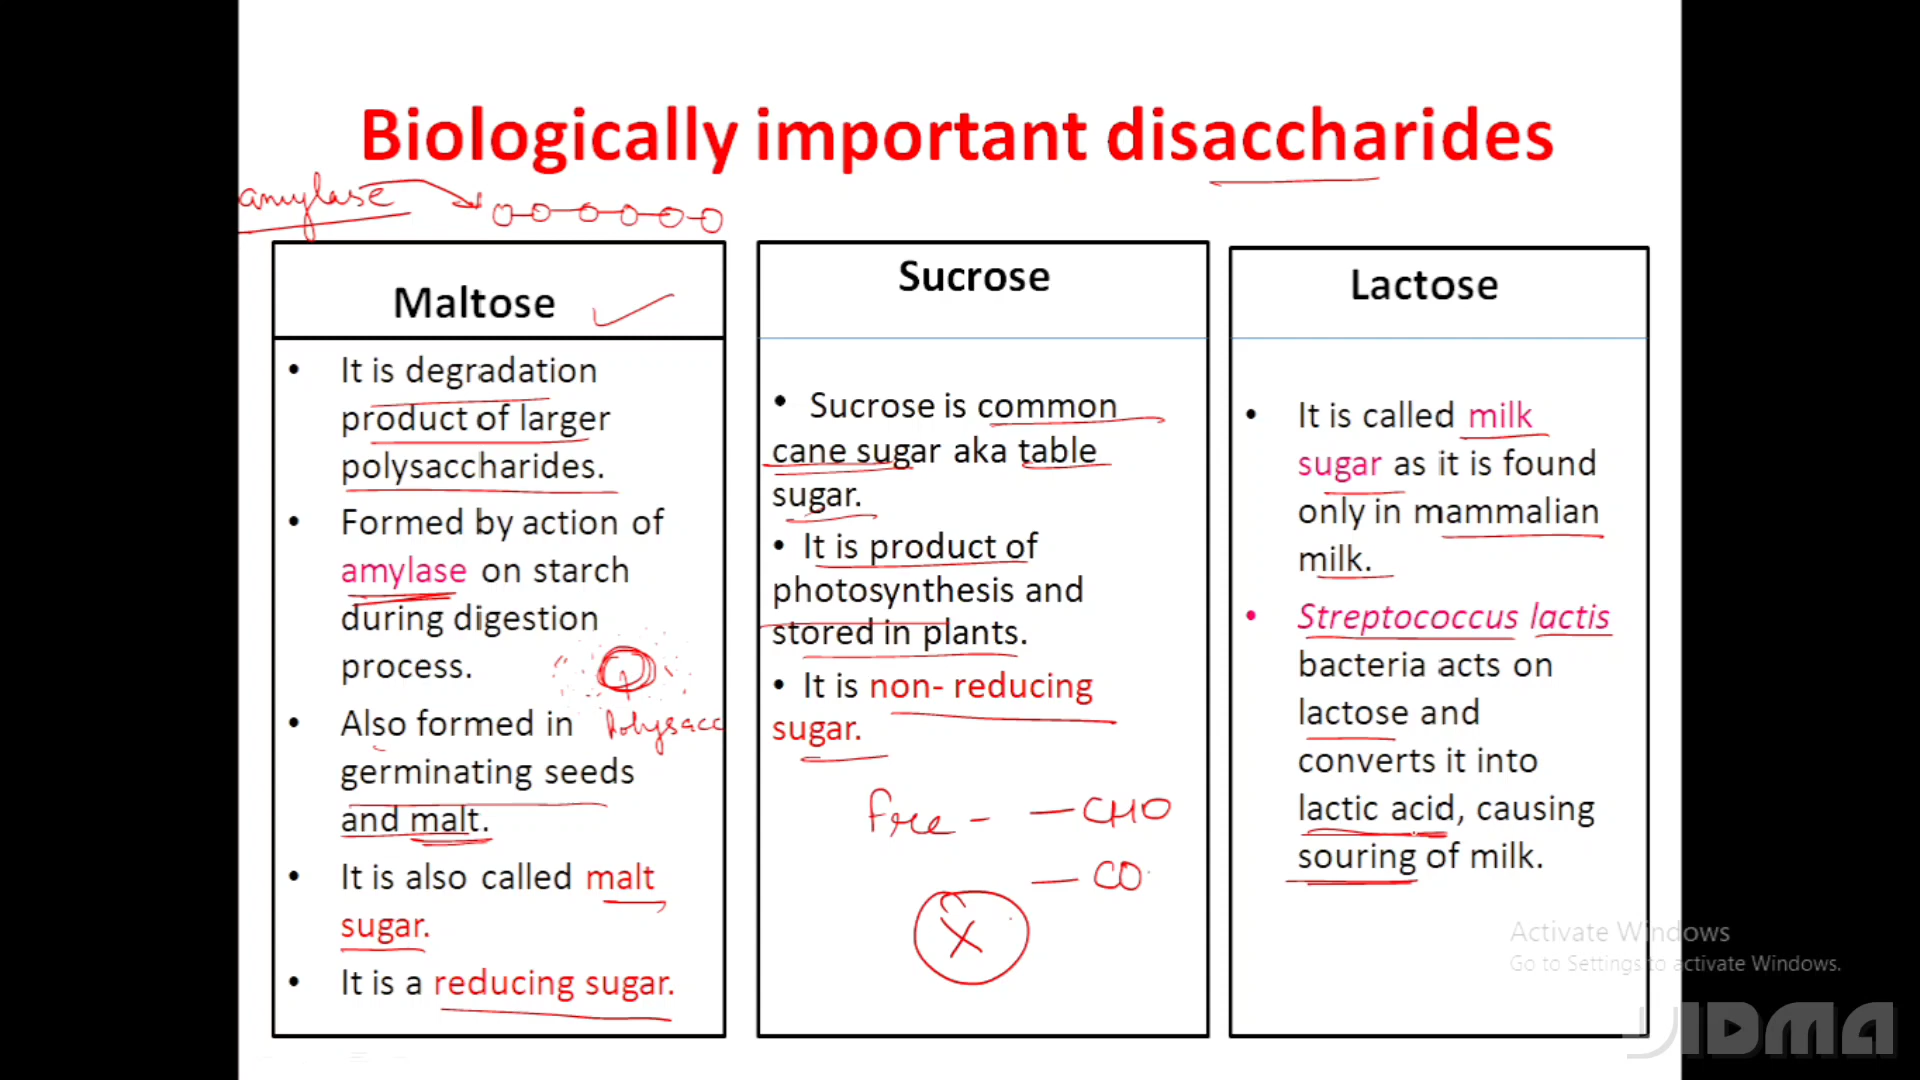 Biologically important disaccharides
amylase
Maltose
• It is degradation
product of larger
polysaccharides.
• Formed by action of
amylase on starch
during digestion
process.
• Also formed in
Polysacc
germinating seeds
and malt.
• It is also called malt
sugar.
• It is a reducing sugar.
Sucrose
• Sucrose is common
cane sugar aka table
sugar.
• It is product of
photosynthesis and
stored in plants.
• It is non- reducing
sugar.
free - - CHO
- CO
X
Lactose
• It is called milk
sugar as it is found
only in mammalian
milk.
• Streptococcus lactis
bacteria acts on
lactose and
converts it into
lactic acid, causing
souring of milk.
Activate Windows
Go to Settings to activate Windows.
VIDMA